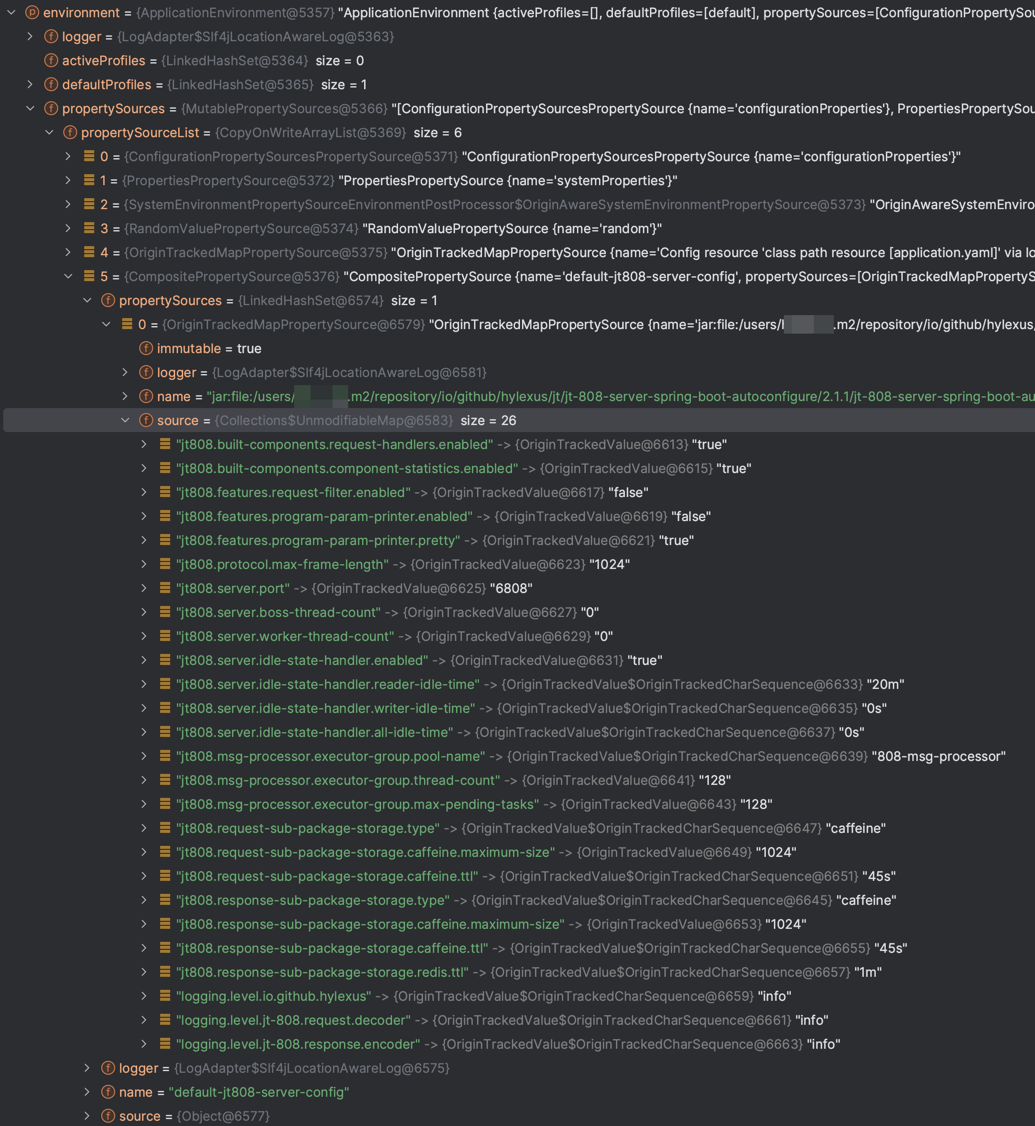 environment = {ApplicationEnvironment@5357} "ApplicationEnvironment {activeProfiles=[], defaultProfiles=[default], propertySources=[ConfigurationPropertySou
logger = {LogAdapter$Slf4jLocationAwareLog@5363}
activeProfiles = {LinkedHashSet@5364} size = 0
defaultProfiles = {LinkedHashSet@5365} size = 1
propertySources = {MutablePropertySources@5366} "[ConfigurationPropertySourcesPropertySource {name='configurationProperties'}, PropertiesPropertySou
propertySourceList = {CopyOnWriteArrayList@5369} size = 6
0 = {ConfigurationPropertySourcesPropertySource@5371} "ConfigurationPropertySourcesPropertySource {name='configurationProperties'}"
1 = {PropertiesPropertySource@5372} "PropertiesPropertySource {name='systemProperties'}"
2 = {SystemEnvironmentPropertySourceEnvironmentPostProcessor$OriginAwareSystemEnvironmentPropertySource@5373} "OriginAwareSystemEnviro
3 = {RandomValuePropertySource@5374} "RandomValuePropertySource {name='random'}"
4 = {OriginTrackedMapPropertySource@5375} "OriginTrackedMapPropertySource {name='Config resource 'class path resource [application.yaml]' via lo
5 = {CompositePropertySource@5376} "CompositePropertySource {name='default-jt808-server-config', propertySources=[OriginTrackedMapPropertyS
propertySources = {LinkedHashSet@6574} size = 1
0 = {OriginTrackedMapPropertySource@6579} "OriginTrackedMapPropertySource {name='jar:file:/users/l .m2/repository/io/github/hylexus/
immutable = true
logger = {LogAdapter$Slf4jLocationAwareLog@6581}
name = "jar:file:/users/ .m2/repository/io/github/hylexus/jt/jt-808-server-spring-boot-autoconfigure/2.1.1/jt-808-server-spring-boot-au
source = {Collections$UnmodifiableMap@6583} size = 26
"jt808.built-components.request-handlers.enabled" -> {OriginTrackedValue@6613} "true"
"jt808.built-components.component-statistics.enabled" -> {OriginTrackedValue@6615} "true"
"jt808.features.request-filter.enabled" -> {OriginTrackedValue@6617} "false"
"jt808.features.program-param-printer.enabled" -> {OriginTrackedValue@6619} "false"
"jt808.features.program-param-printer.pretty" -> {OriginTrackedValue@6621} "true"
"jt808.protocol.max-frame-length" -> {OriginTrackedValue@6623} "1024"
"jt808.server.port" -> {OriginTrackedValue@6625} "6808"
"jt808.server.boss-thread-count" -> {OriginTrackedValue@6627} "0"
"jt808.server.worker-thread-count" -> {OriginTrackedValue@6629} "0"
"jt808.server.idle-state-handler.enabled" -> {OriginTrackedValue@6631} "true"
"jt808.server.idle-state-handler.reader-idle-time" -> {OriginTrackedValue$OriginTrackedCharSequence@6633} "20m"
"jt808.server.idle-state-handler.writer-idle-time" -> {OriginTrackedValue$OriginTrackedCharSequence@6635} "0s"
"jt808.server.idle-state-handler.all-idle-time" -> {OriginTrackedValue$OriginTrackedCharSequence@6637} "0s"
"jt808.msg-processor.executor-group.pool-name" -> {OriginTrackedValue$OriginTrackedCharSequence@6639} "808-msg-processor"
"jt808.msg-processor.executor-group.thread-count" -> {OriginTrackedValue@6641} "128"
"jt808.msg-processor.executor-group.max-pending-tasks" -> {OriginTrackedValue@6643} "128"
"jt808.request-sub-package-storage.type" -> {OriginTrackedValue$OriginTrackedCharSequence@6647} "caffeine"
"jt808.request-sub-package-storage.caffeine.maximum-size" -> {OriginTrackedValue@6649} "1024"
"jt808.request-sub-package-storage.caffeine.ttl" -> {OriginTrackedValue$OriginTrackedCharSequence@6651} "45s"
"jt808.response-sub-package-storage.type" -> {OriginTrackedValue$OriginTrackedCharSequence@6645} "caffeine"
"jt808.response-sub-package-storage.caffeine.maximum-size" -> {OriginTrackedValue@6653} "1024"
"jt808.response-sub-package-storage.caffeine.ttl" -> {OriginTrackedValue$OriginTrackedCharSequence@6655} "45s"
"jt808.response-sub-package-storage.redis.ttl" -> {OriginTrackedValue$OriginTrackedCharSequence@6657} "1m"
"logging.level.io.github.hylexus" -> {OriginTrackedValue$OriginTrackedCharSequence@6659} "info"
"logging.level.jt-808.request.decoder" -> {OriginTrackedValue$OriginTrackedCharSequence@6661} "info"
"logging.level.jt-808.response.encoder" -> {OriginTrackedValue$OriginTrackedCharSequence@6663} "info"
logger = {LogAdapter$Slf4jLocationAwareLog@6575}
name = "default-jt808-server-config"
source = {Object@6577}